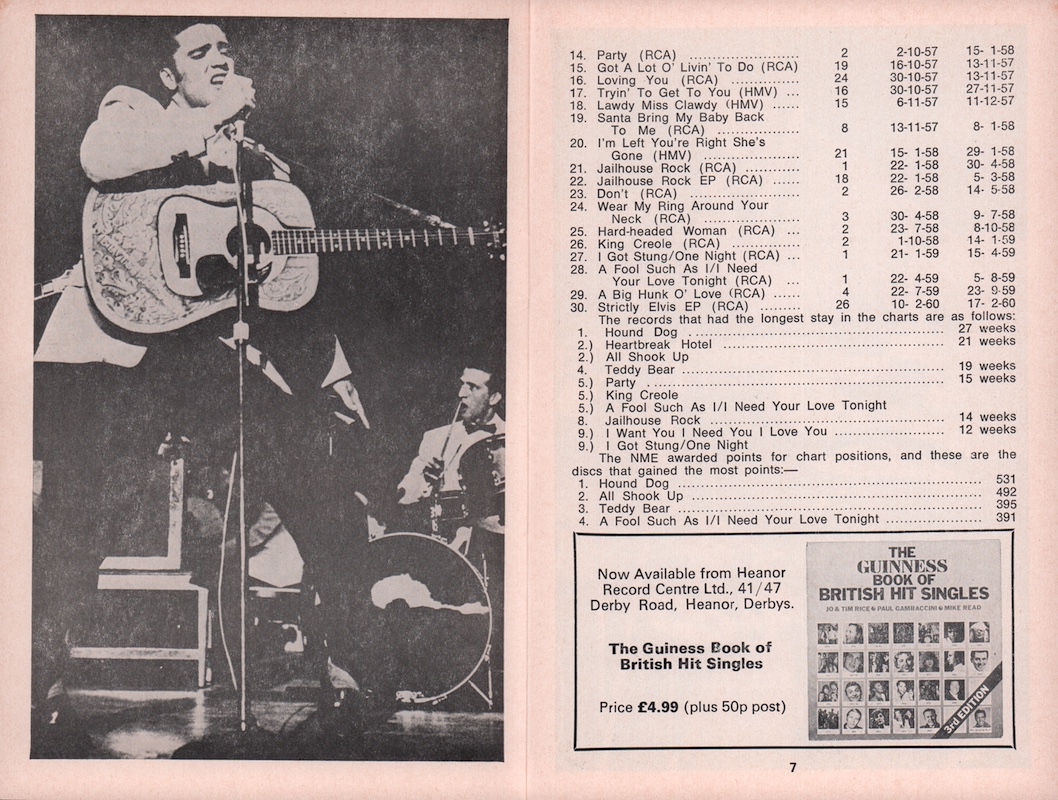 14. Party (RCA) ........................ 2 2-10-57 15- 1-58
15. Got A Lot O' Livin' To Do (RCA) 19 16-10-57 13-11-57
16. Loving You (RCA) ............... 24 30-10-57 13-11-57
17. Tryin' To Get To You (HMV) ... 16 30-10-57 27-11-57
18. Lawdy Miss Clawdy (HMV) ...... 15 6-11-57 11-12-57
19. Santa Bring My Baby Back
To Me (RCA) .................. 8 13-11-57 8- 1-58
20. I'm Left You're Right She's
Gone (HMV) ..................... 21 15- 1-58 29- 1-58
21. Jailhouse Rock (RCA) ............ 1 22- 1-58 30- 4-58
22. Jailhouse Rock EP (RCA) ...... 18 22- 1-58 5- 3-58
23. Don't (RCA) ........................ 2 26- 2-58 14- 5-58
24. Wear My Ring Around Your
Neck (RCA) ..................... 3 30- 4-58 9- 7-58
25. Hard-headed Woman (RCA) ... 2 23- 7-58 8-10-58
26. King Creole (RCA) ............... 2 1-10-58 14- 1-59
27. I Got Stung/One Night (RCA) ... 1 21- 1-59 15- 4-59
28. A Fool Such As I/I Need
Your Love Tonight (RCA) ... 1 22- 4-59 5- 8-59
29. A Big Hunk O' Love (RCA) ...... 4 22- 7-59 23- 9-59
30. Strictly Elvis EP (RCA) ......... 26 10- 2-60 17- 2-60
The records that had the longest stay in the charts are as follows:
1. Hound Dog ........................ 27 weeks
2.) Heartbreak Hotel ........................ 21 weeks
2.) All Shook Up
4. Teddy Bear ........................ 19 weeks
5.) Party ........................ 15 weeks
5.) King Creole
5.) A Fool Such As I/I Need Your Love Tonight
8. Jailhouse Rock ........................ 14 weeks
9.) I Want You I Need You I Love You ........................ 12 weeks
9.) I Got Stung/One Night
The NME awarded points for chart positions, and these are the
discs that gained the most points:—
1. Hound Dog ........................ 531
2. All Shook Up ........................ 492
3. Teddy Bear ........................ 395
4. A Fool Such As I/I Need Your Love Tonight .................. 391
Now Available from Heanor
Record Centre Ltd., 41/47
Derby Road, Heanor, Derbys.
The Guiness Book of
British Hit Singles
Price £4.99 (plus 50p post)
THE
GUINNESS
BOOK OF
BRITISH HIT SINGLES
JO & TIM RICE • PAUL GAMBACCINI • MIKE READ
3rd EDITION
7